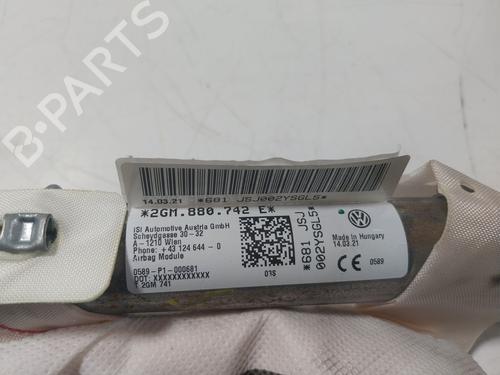 B-PARTS
14.03.21 *681 JSJ002YSGL5*
*2GM.880.742 E*
iSi Automotive Austria GmbH
Scheydgasse 30-32
A - 1210 Wien
Phone: + 43 124 644 - 0
Airbag Module
0589-P1-000681
DOT: XXXXXXXXXXXX
T 2GM 741
01S
*681 JSJ
002YSGL5*
Made in Hungary
14.03.21
0589